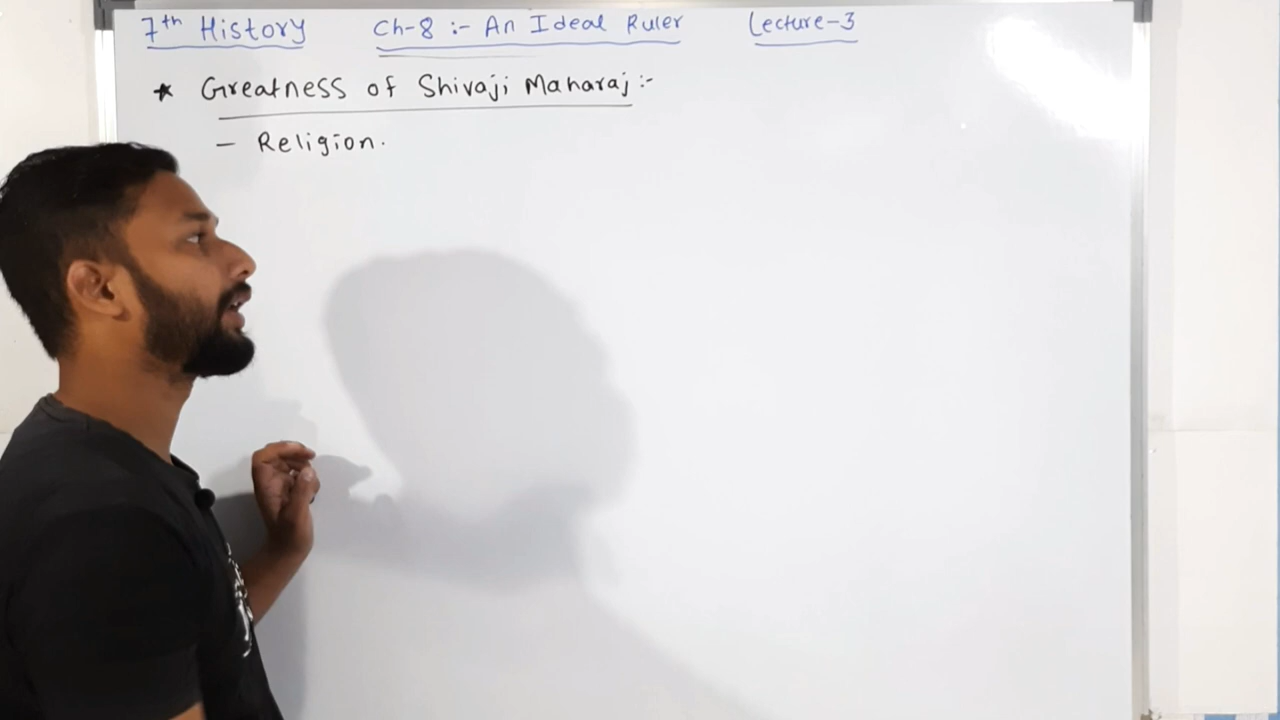 7th History Ch-8 :- An Ideal Ruler Lecture-3
* Greatness of Shivaji Maharaj :-
- Religion.